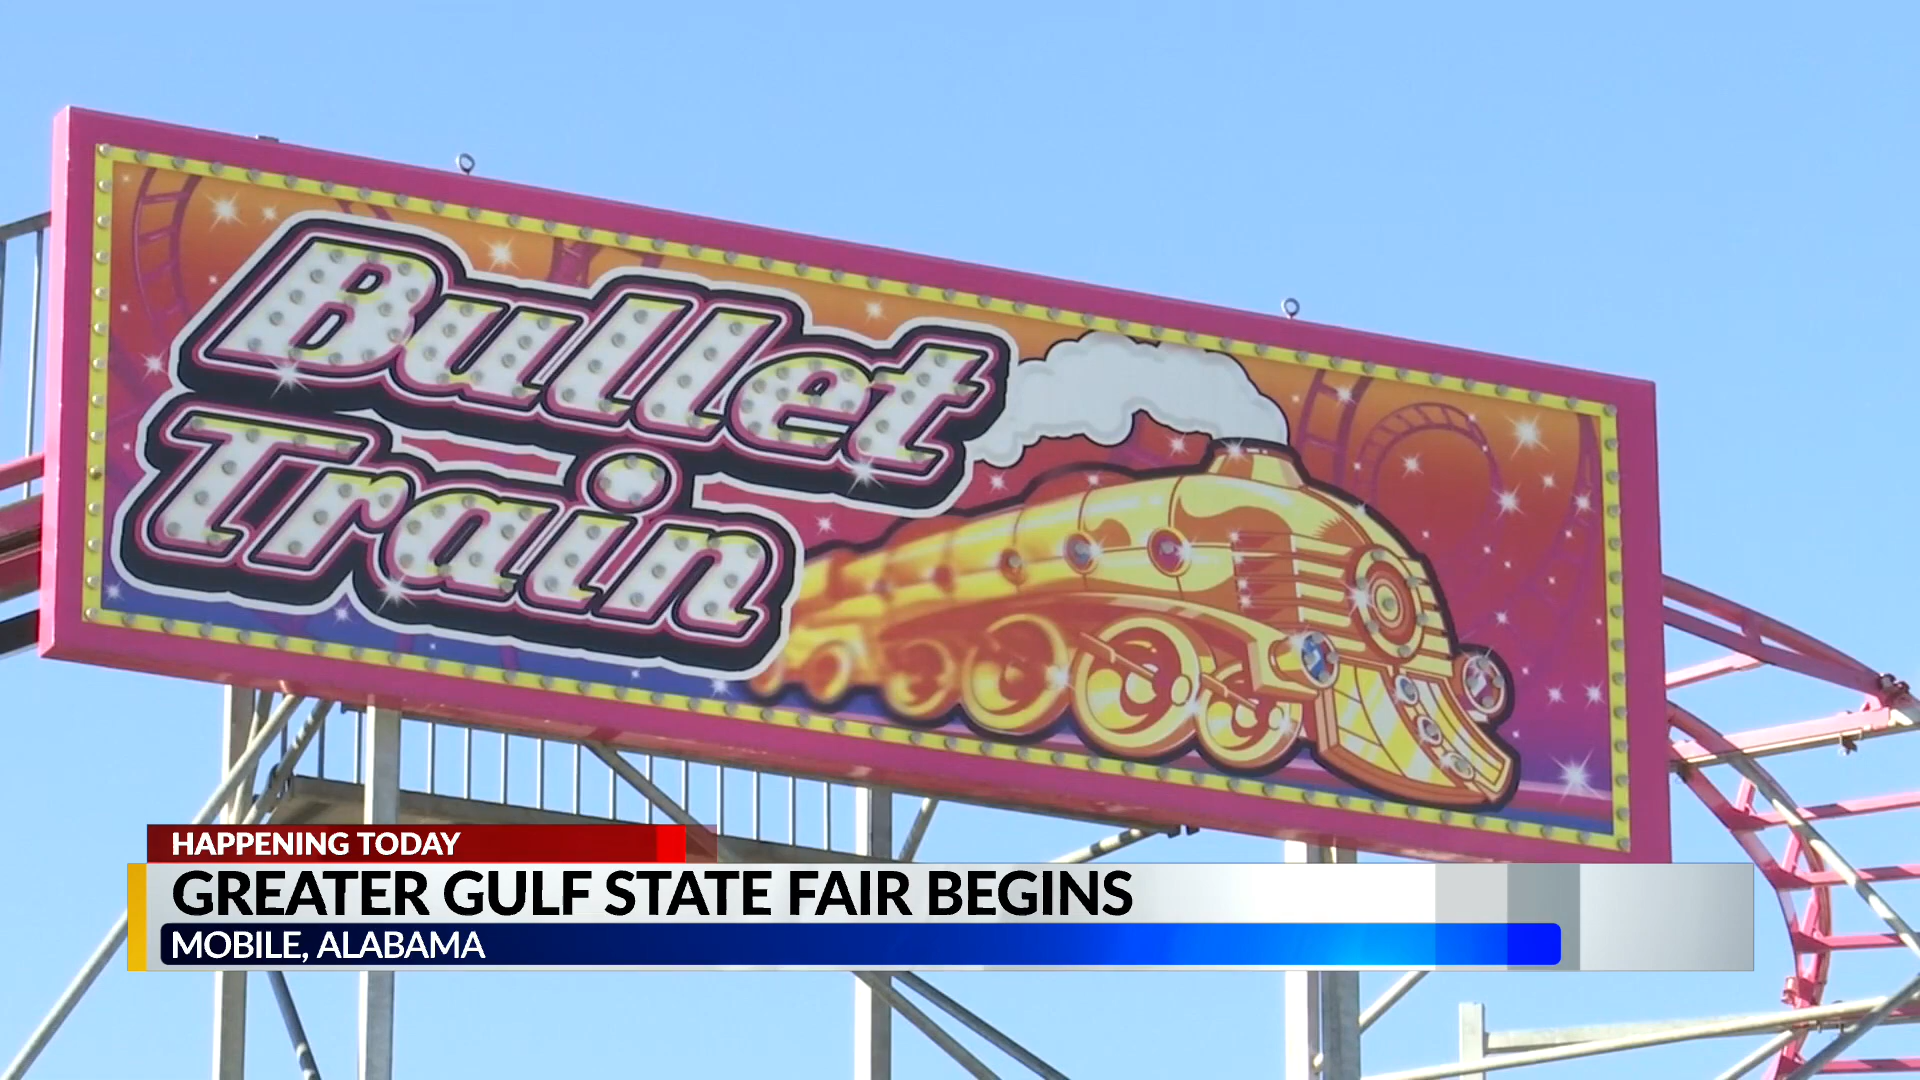 Bullet
Train
HAPPENING TODAY
GREATER GULF STATE FAIR BEGINS
MOBILE, ALABAMA